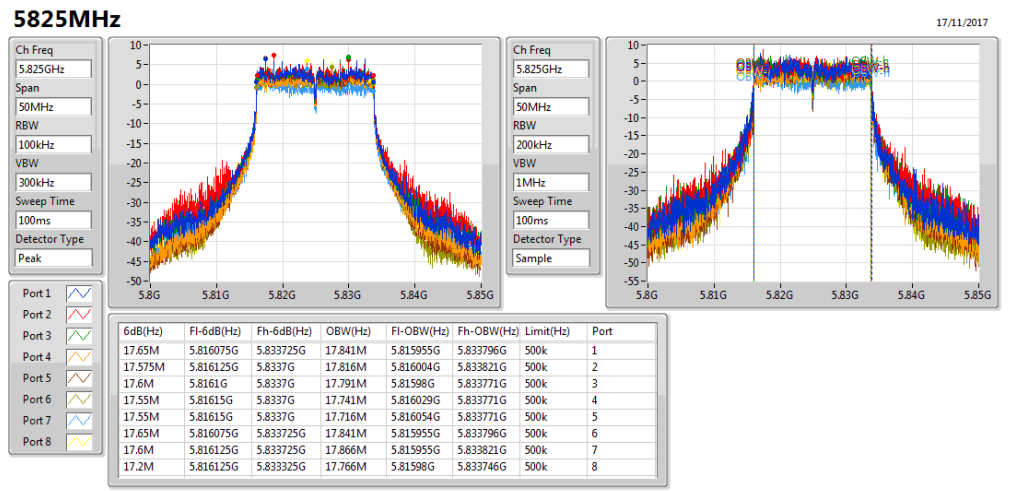 5825MHz
17/11/2017
Ch Freq
5.825GHz
Span
50MHz
RBW
100kHz
VBW
300kHz
Sweep Time
100ms
Detector Type
Peak
10
5
0
-5
-10
-15
-20
-25
-30
-35
-40
-45
-50
5.8G 5.81G 5.82G 5.83G 5.84G 5.85G
Ch Freq
5.825GHz
Span
50MHz
RBW
200kHz
VBW
1MHz
Sweep Time
100ms
Detector Type
Sample
10
5
0
-5
-10
-15
-20
-25
-30
-35
-40
-45
-50
-55
5.8G 5.81G 5.82G 5.83G 5.84G 5.85G
Port 1
Port 2
Port 3
Port 4
Port 5
Port 6
Port 7
Port 8
6dB(Hz) Fl-6dB(Hz) Fh-6dB(Hz) OBW(Hz) Fl-OBW(Hz) Fh-OBW(Hz) Limit(Hz) Port
17.65M 5.816075G 5.833725G 17.841M 5.815955G 5.833796G 500k 1
17.575M 5.816125G 5.8337G 17.816M 5.816004G 5.833821G 500k 2
17.6M 5.8161G 5.8337G 17.791M 5.81598G 5.833771G 500k 3
17.55M 5.81615G 5.8337G 17.741M 5.816029G 5.833771G 500k 4
17.55M 5.81615G 5.8337G 17.716M 5.816054G 5.833771G 500k 5
17.65M 5.816075G 5.833725G 17.841M 5.815955G 5.833796G 500k 6
17.6M 5.816125G 5.833725G 17.866M 5.815955G 5.833821G 500k 7
17.2M 5.816125G 5.833325G 17.766M 5.81598G 5.833746G 500k 8